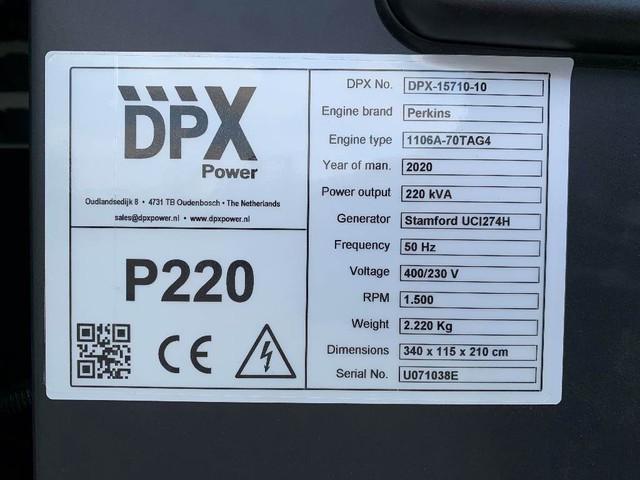 DPX
Power
Oudlandsedijk 8 • 4731 TB Oudenbosch • The Netherlands
sales@dpxpower.nl • www.dpxpower.nl
P220
CE
DPX No. DPX-15710-10
Engine brand Perkins
Engine type 1106A-70TAG4
Year of man. 2020
Power output 220 kVA
Generator Stamford UCI274H
Frequency 50 Hz
Voltage 400/230 V
RPM 1.500
Weight 2.220 Kg
Dimensions 340 x 115 x 210 cm
Serial No. U071038E